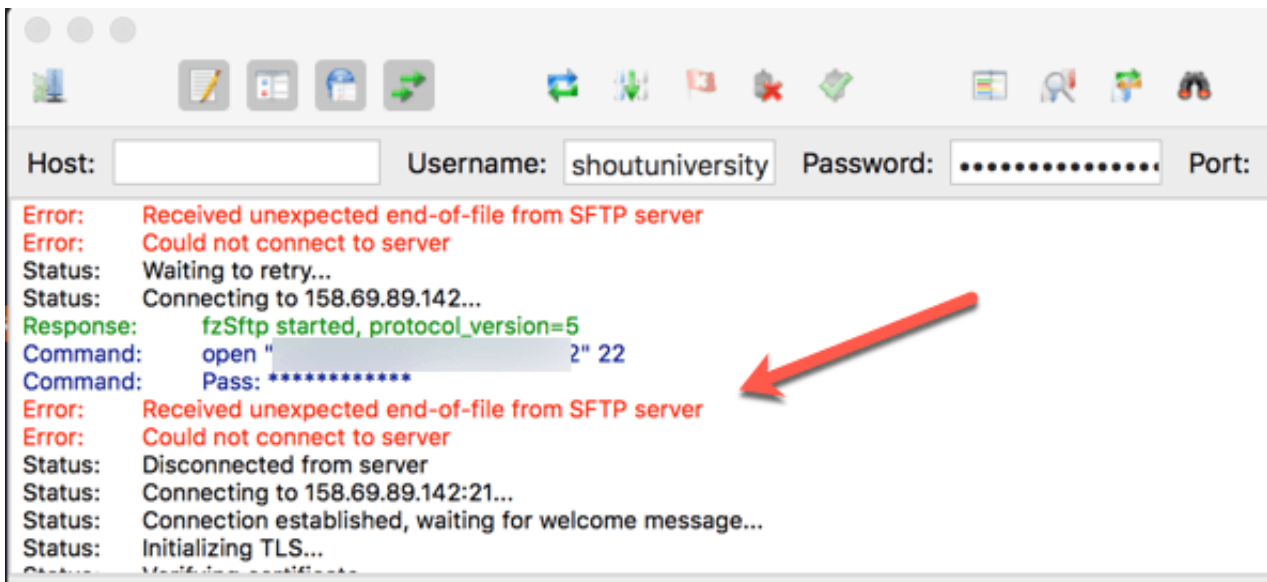 Host: Username: shoutuniversity Password: •••••••••••••••• Port:
Error: Received unexpected end-of-file from SFTP server
Error: Could not connect to server
Status: Waiting to retry...
Status: Connecting to 158.69.89.142...
Response: fzSftp started, protocol_version=5
Command: open " 2" 22
Command: Pass: ************
Error: Received unexpected end-of-file from SFTP server
Error: Could not connect to server
Status: Disconnected from server
Status: Connecting to 158.69.89.142:21...
Status: Connection established, waiting for welcome message...
Status: Initializing TLS...
Status: Verifying certificate